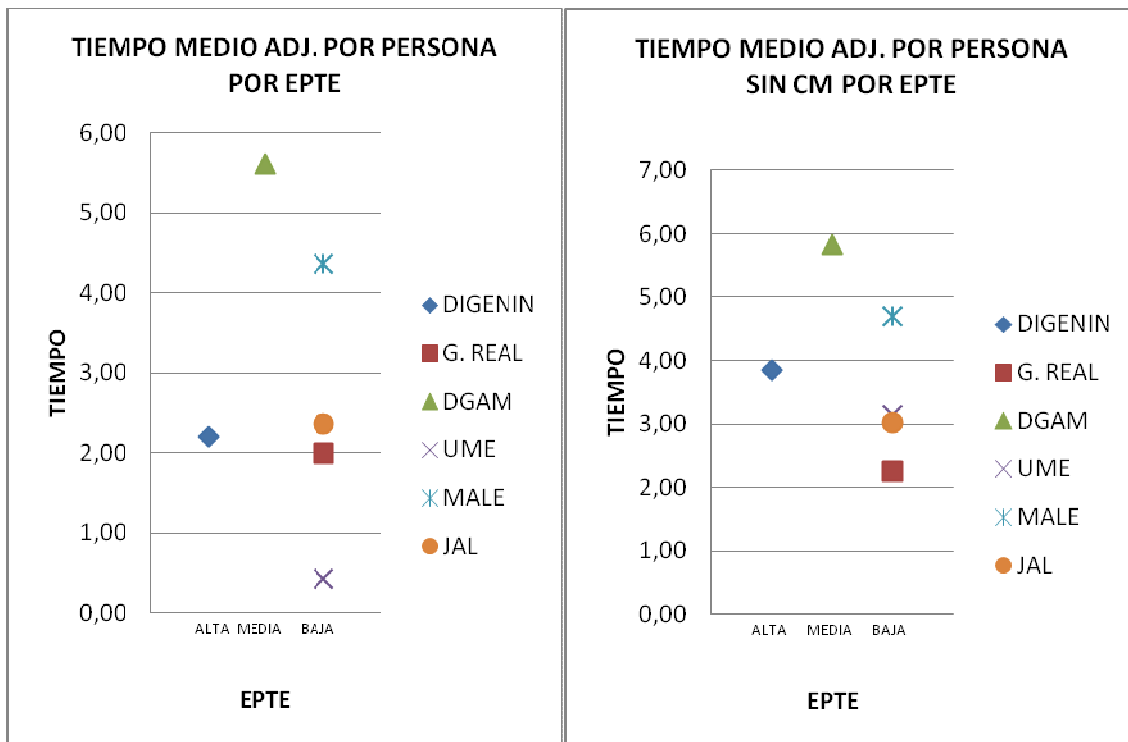 TIEMPO MEDIO ADJ. POR PERSONA
POR EPTE
6,00
5,00
4,00
3,00
2,00
1,00
0,00
TIEMPO
ALTA MEDIA BAJA
EPTE
DIGENIN
G. REAL
DGAM
UME
MALE
JAL
TIEMPO MEDIO ADJ. POR PERSONA
SIN CM POR EPTE
7,00
6,00
5,00
4,00
3,00
2,00
1,00
0,00
TIEMPO
ALTA MEDIA BAJA
EPTE
DIGENIN
G. REAL
DGAM
UME
MALE
JAL